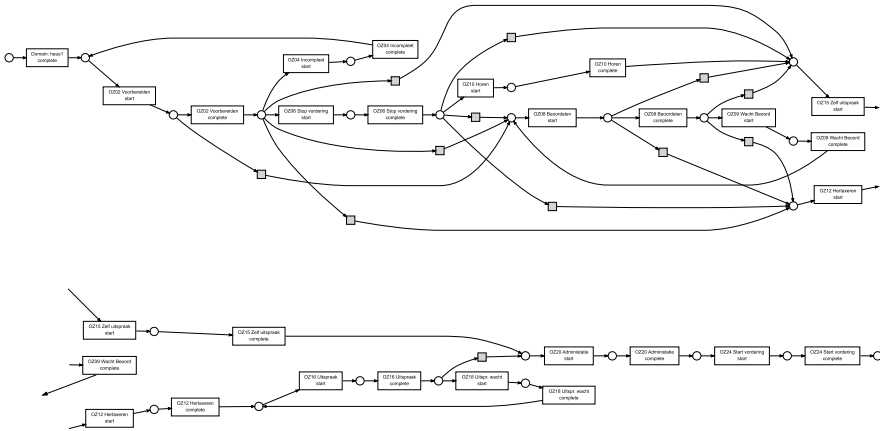 Domain: heus1
complete
OZ02 Voorbereiden
start
OZ02 Voorbereiden
complete
OZ04 Incompleet
start
OZ04 Incompleet
complete
OZ06 Stop vordering
start
OZ06 Stop vordering
complete
OZ10 Horen
start
OZ10 Horen
complete
OZ08 Beoordelen
start
OZ08 Beoordelen
complete
OZ09 Wacht Beoord
start
OZ15 Zelf uitspraak
start
OZ09 Wacht Beoord
complete
OZ12 Hertaxeren
start
OZ15 Zelf uitspraak
start
OZ15 Zelf uitspraak
complete
OZ09 Wacht Beoord
complete
OZ12 Hertaxeren
start
OZ12 Hertaxeren
complete
OZ16 Uitspraak
start
OZ16 Uitspraak
complete
OZ18 Uitspr. wacht
start
OZ18 Uitspr. wacht
complete
OZ20 Administatie
start
OZ20 Administatie
complete
OZ24 Start vordering
start
OZ24 Start vordering
complete